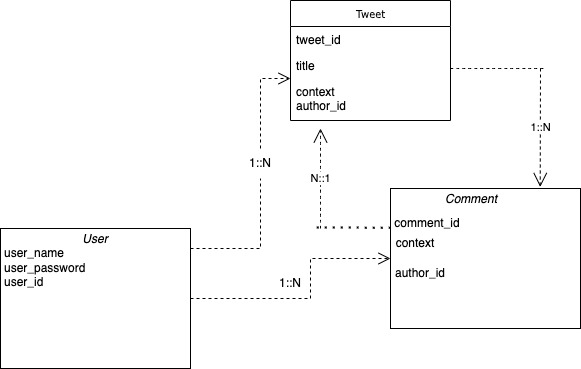 Tweet
tweet_id
title
context
author_id
1::N
1::N
N::1
Comment
comment_id
context
author_id
User
user_name
user_password
user_id
1::N